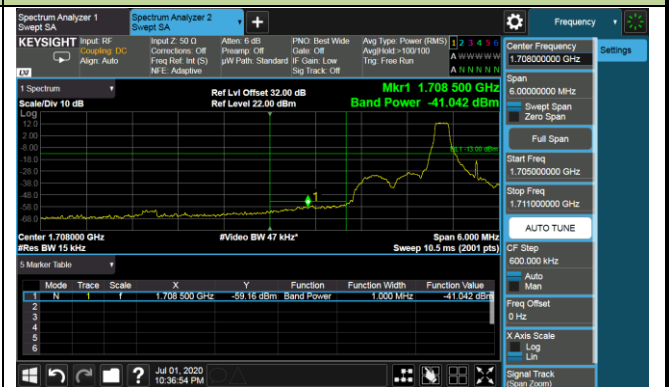 Spectrum Analyzer 1
Swept SA
Spectrum Analyzer 2
Swept SA
Frequency
KEYSIGHT
Input: RF
Coupling: DC
Align: Auto
Input Z: 50 Ω
Corrections: Off
Freq Ref: Int (S)
NFE: Adaptive
Atten: 6 dB
Preamp: Off
µW Path: Standard
PNO: Best Wide
Gate: Off
IF Gain: Low
Sig Track: Off
Avg Type: Power (RMS)
Avg|Hold:>100/100
Trig: Free Run
1 2 3 4 5 6
A W W W W W
A N N N N N
Center Frequency
1.708000000 GHz
Settings
1 Spectrum
Scale/Div 10 dB
Ref Lvl Offset 32.00 dB
Ref Level 22.00 dBm
Mkr1 1.708 500 GHz
Band Power -41.042 dBm
Span
6.00000000 MHz
Swept Span
Zero Span
Log
12.0
2.00
-8.00
-18.0
-28.0
-38.0
-48.0
-58.0
-68.0
1
Full Span
Start Freq
1.705000000 GHz
Stop Freq
1.711000000 GHz
AUTO TUNE
Center 1.708000 GHz
#Res BW 15 kHz
#Video BW 47 kHz*
Span 6.000 MHz
Sweep 10.5 ms (2001 pts)
CF Step
600.000 kHz
Auto
Man
5 Marker Table
Mode Trace Scale X Y Function Function Width Function Value
1 N 1 f 1.708 500 GHz -59.16 dBm Band Power 1.000 MHz -41.042 dBm
2
3
4
5
6
Freq Offset
0 Hz
X Axis Scale
Log
Lin
Signal Track
(Span Zoom)
?
Jul 01, 2020
10:36:54 PM